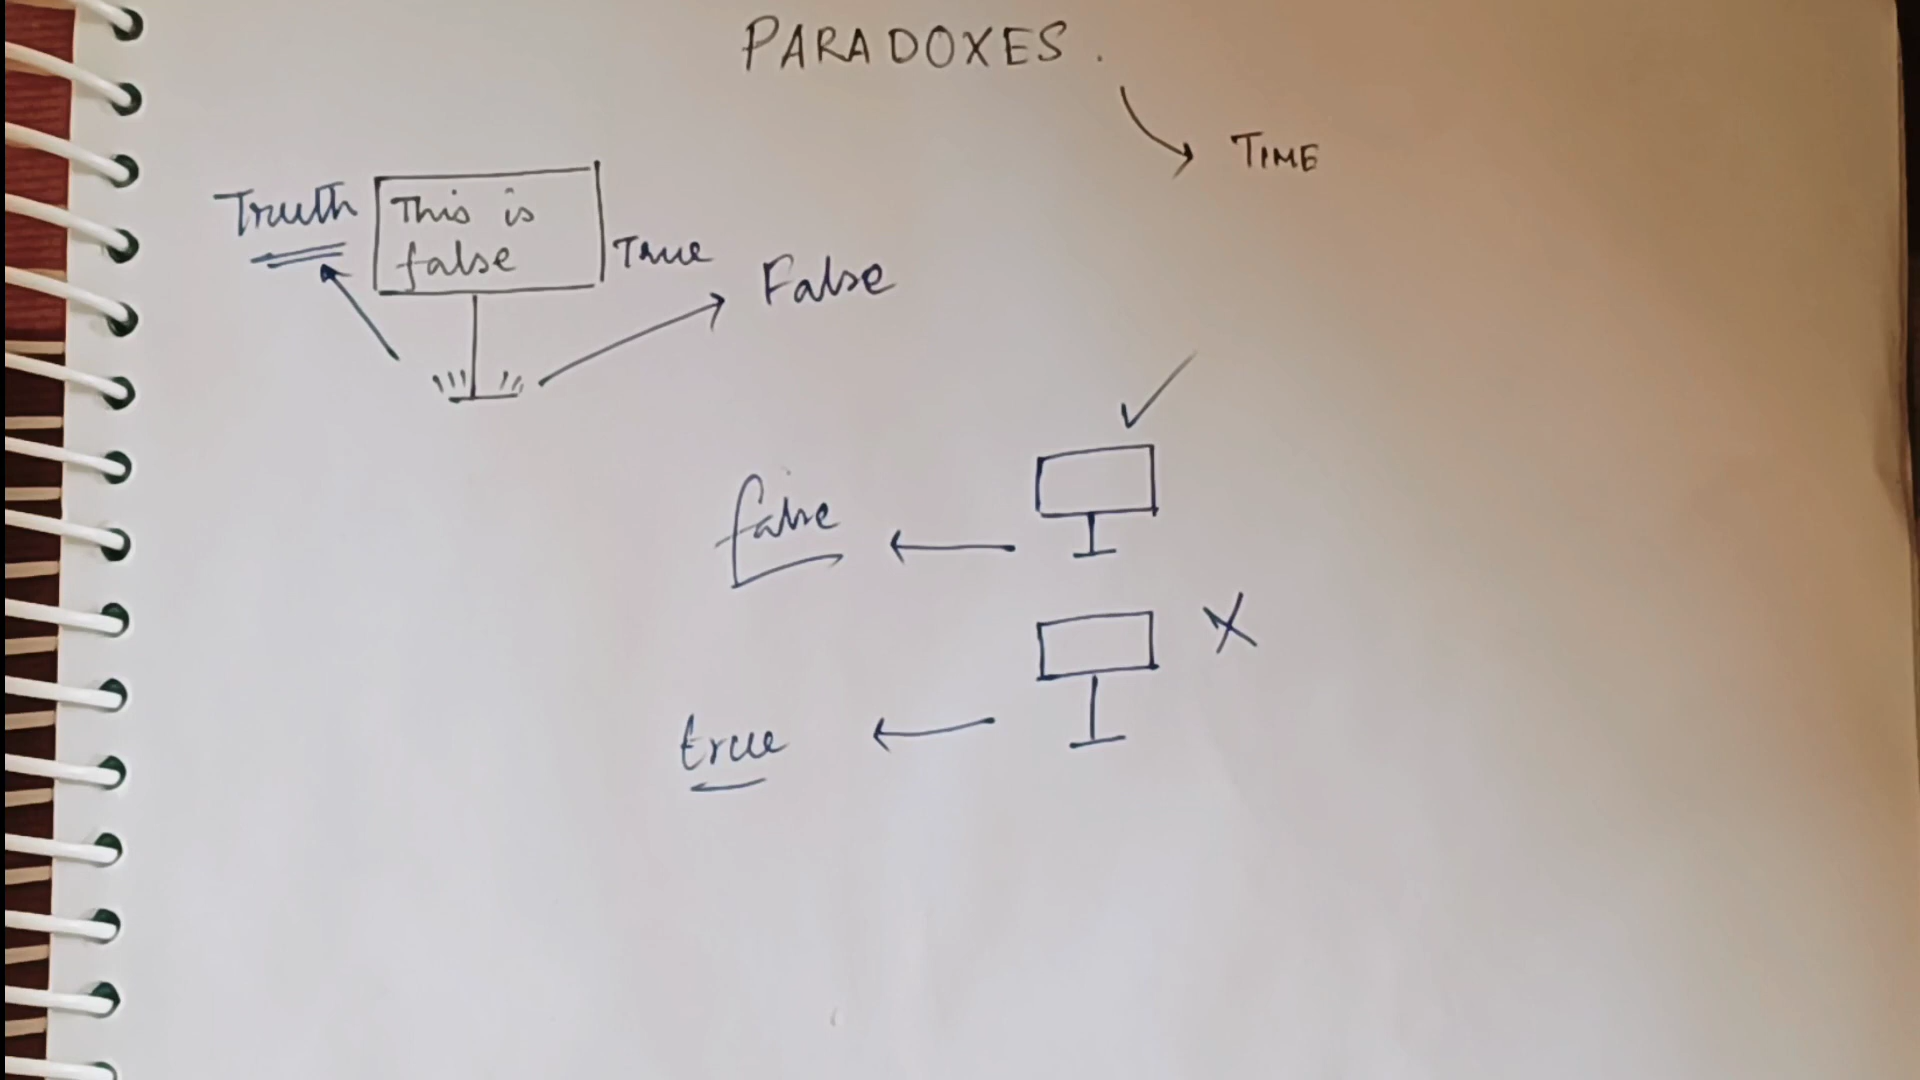 PARADOXES.
TIME
Truth
This is
false
True
False
false
true